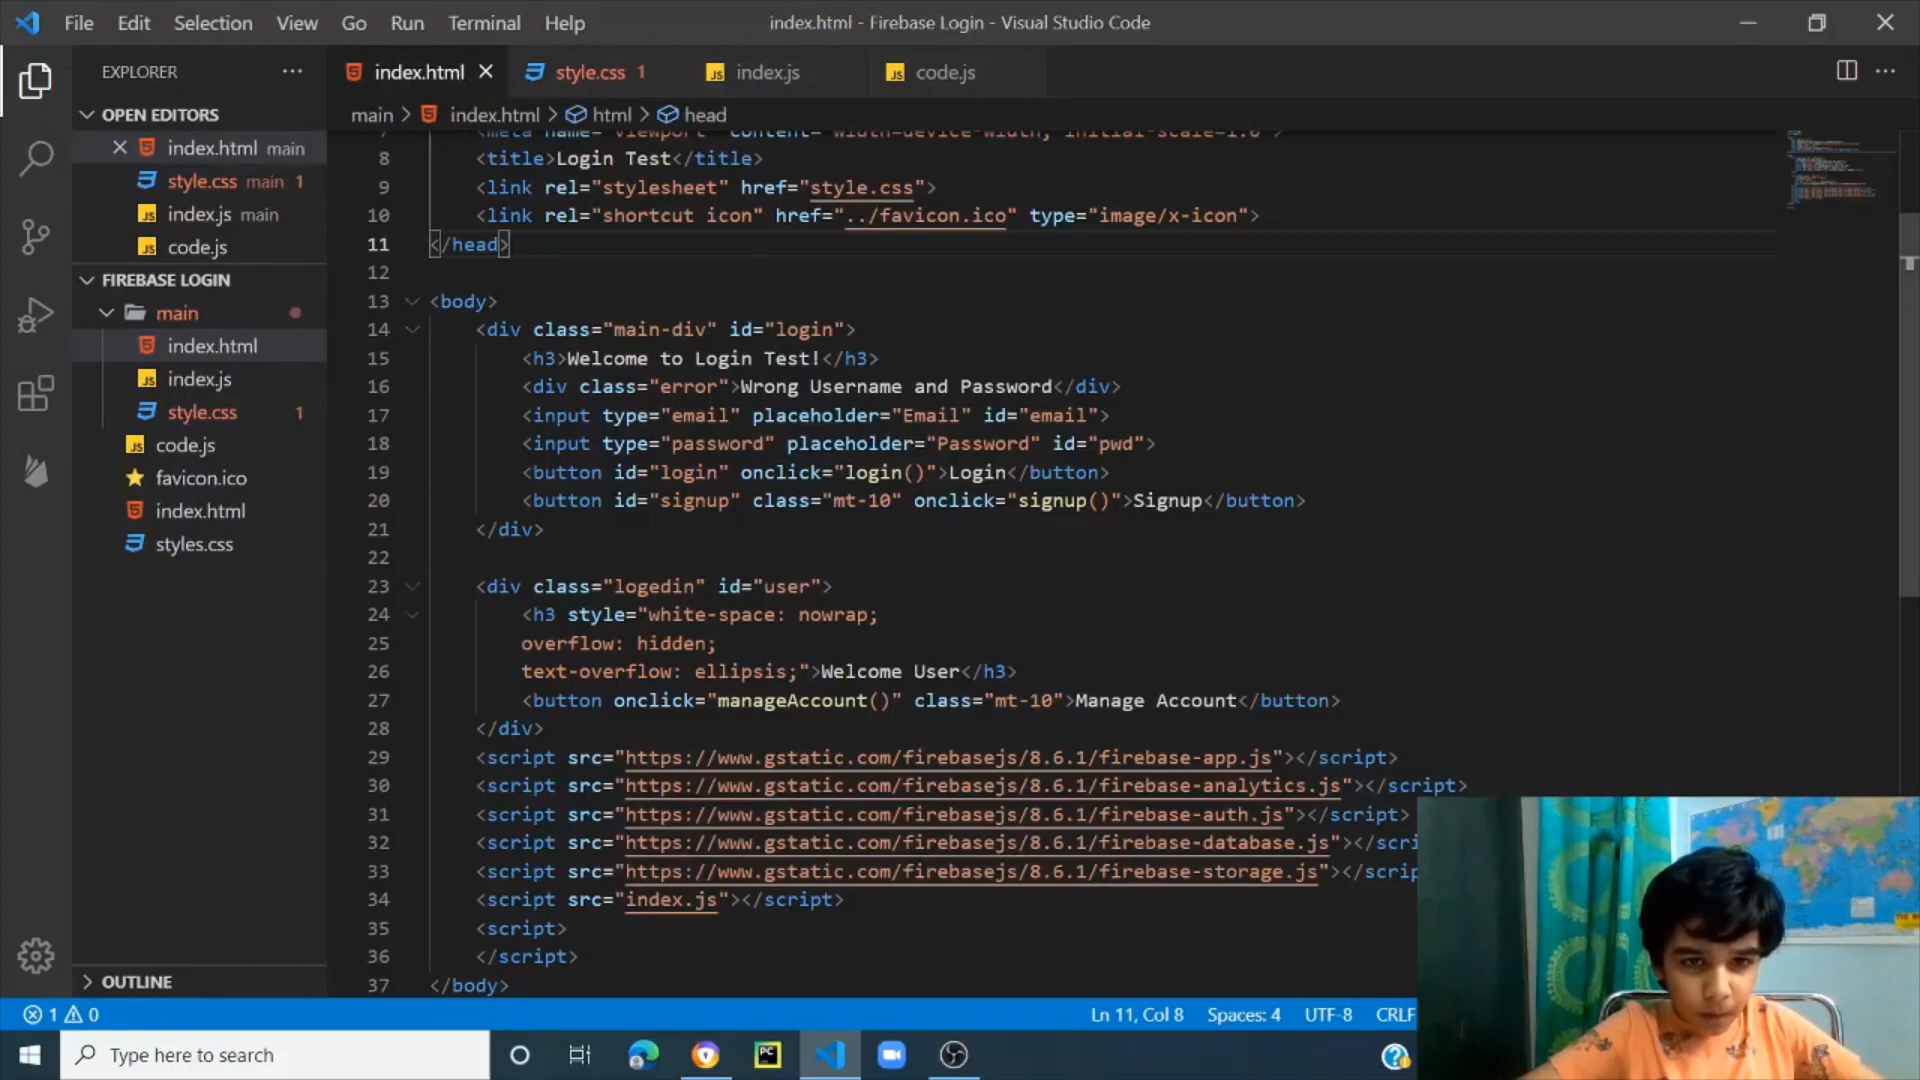 File Edit Selection View Go Run Terminal Help
index.html - Firebase Login - Visual Studio Code
EXPLORER
index.html
style.css 1
index.js
code.js
OPEN EDITORS
main > index.html > html > head
index.html main
style.css main 1
index.js main
code.js
FIREBASE LOGIN
main
index.html
index.js
style.css 1
code.js
favicon.ico
index.html
styles.css
OUTLINE
7 <meta name="viewport" content="width=device-width, initial-scale=1.0">
8 <title>Login Test</title>
9 <link rel="stylesheet" href="style.css">
10 <link rel="shortcut icon" href="../favicon.ico" type="image/x-icon">
11 </head>
12
13 <body>
14 <div class="main-div" id="login">
15 <h3>Welcome to Login Test!</h3>
16 <div class="error">Wrong Username and Password</div>
17 <input type="email" placeholder="Email" id="email">
18 <input type="password" placeholder="Password" id="pwd">
19 <button id="login" onclick="login()">Login</button>
20 <button id="signup" class="mt-10" onclick="signup()">Signup</button>
21 </div>
22
23 <div class="logedin" id="user">
24 <h3 style="white-space: nowrap;
25 overflow: hidden;
26 text-overflow: ellipsis;">Welcome User</h3>
27 <button onclick="manageAccount()" class="mt-10">Manage Account</button>
28 </div>
29 <script src="https://www.gstatic.com/firebasejs/8.6.1/firebase-app.js"></script>
30 <script src="https://www.gstatic.com/firebasejs/8.6.1/firebase-analytics.js"></script>
31 <script src="https://www.gstatic.com/firebasejs/8.6.1/firebase-auth.js"></script>
32 <script src="https://www.gstatic.com/firebasejs/8.6.1/firebase-database.js"></scri
33 <script src="https://www.gstatic.com/firebasejs/8.6.1/firebase-storage.js"></scrip
34 <script src="index.js"></script>
35 <script>
36 </script>
37 </body>
1 0
Ln 11, Col 8 Spaces: 4 UTF-8 CRLF
Type here to search
PC